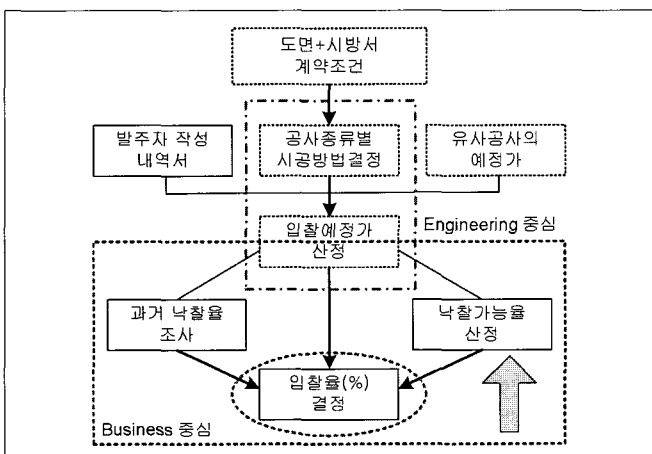 도면+시방서
계약조건
발주자 작성
내역서
공사종류별
시공방법결정
유사공사의
예정가
입찰예정가
산정
Engineering 중심
과거 낙찰율
조사
낙찰가능율
산정
입찰율(%)
결정
Business 중심